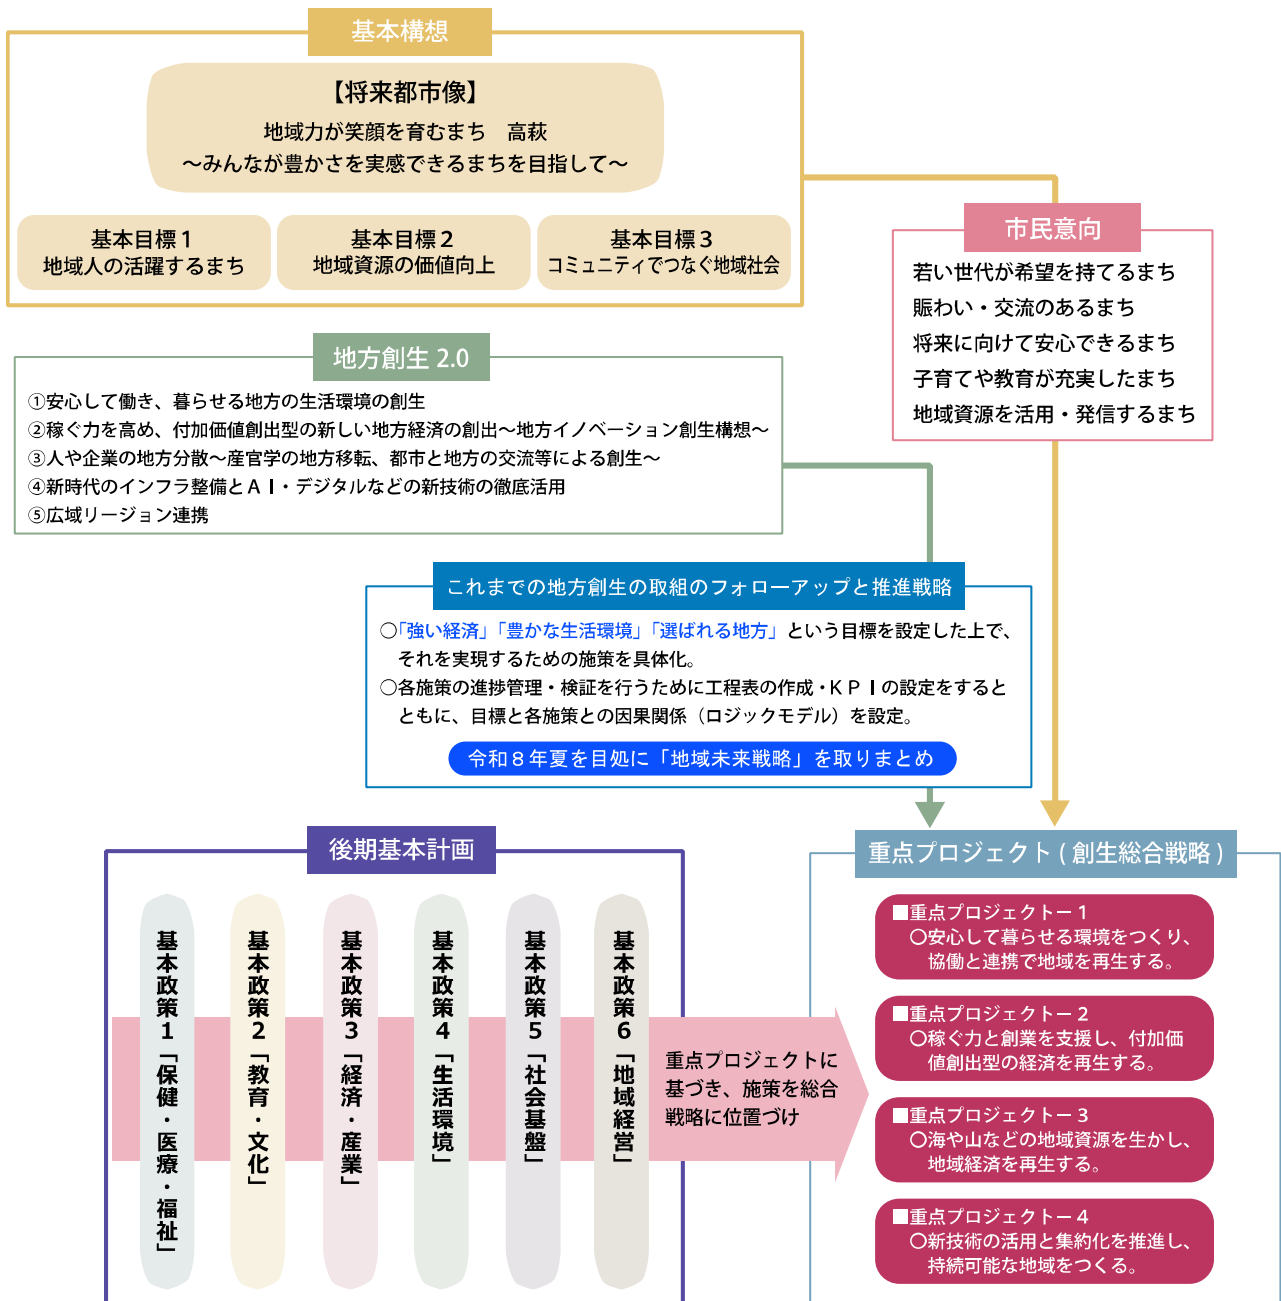 基本構想
【将来都市像】
地域力が笑顔を育むまち　高萩
～みんなが豊かさを実感できるまちを目指して～
基本目標1
地域人の活躍するまち
基本目標2
地域資源の価値向上
基本目標3
コミュニティでつなぐ地域社会
市民意向
若い世代が希望を持てるまち
賑わい・交流のあるまち
将来に向けて安心できるまち
子育てや教育が充実したまち
地域資源を活用・発信するまち
地方創生 2.0
①安心して働き、暮らせる地方の生活環境の創生
②稼ぐ力を高め、付加価値創出型の新しい地方経済の創出～地方イノベーション創生構想～
③人や企業の地方分散～産官学の地方移転、都市と地方の交流等による創生～
④新時代のインフラ整備とＡＩ・デジタルなどの新技術の徹底活用
⑤広域リージョン連携
これまでの地方創生の取組のフォローアップと推進戦略
○「強い経済」「豊かな生活環境」「選ばれる地方」という目標を設定した上で、
それを実現するための施策を具体化。
○各施策の進捗管理・検証を行うために工程表の作成・ＫＰＩの設定をすると
ともに、目標と各施策との因果関係（ロジックモデル）を設定。
令和８年夏を目処に「地域未来戦略」を取りまとめ
後期基本計画
基本政策1「保健・医療・福祉」
基本政策2「教育・文化」
基本政策3「経済・産業」
基本政策4「生活環境」
基本政策5「社会基盤」
基本政策6「地域経営」
重点プロジェクトに
基づき、施策を総合
戦略に位置づけ
重点プロジェクト(創生総合戦略)
■重点プロジェクトー1
○安心して暮らせる環境をつくり、
協働と連携で地域を再生する。
■重点プロジェクトー2
○稼ぐ力と創業を支援し、付加価
値創出型の経済を再生する。
■重点プロジェクトー3
○海や山などの地域資源を生かし、
地域経済を再生する。
■重点プロジェクトー4
○新技術の活用と集約化を推進し、
持続可能な地域をつくる。